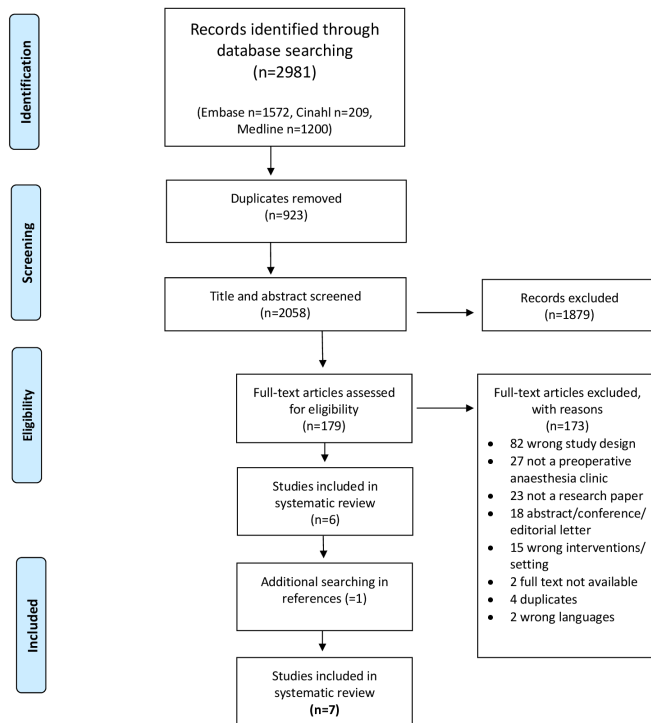 Identification
Records identified through
database searching
(n=2981)
(Embase n=1572, Cinahl n=209,
Medline n=1200)
Screening
Duplicates removed
(n=923)
Title and abstract screened
(n=2058)
Records excluded
(n=1879)
Eligibility
Full-text articles assessed
for eligibility
(n=179)
Full-text articles excluded,
with reasons
(n=173)
• 82 wrong study design
• 27 not a preoperative
anaesthesia clinic
• 23 not a research paper
• 18 abstract/conference/
editorial letter
• 15 wrong interventions/
setting
• 2 full text not available
• 4 duplicates
• 2 wrong languages
Studies included in
systematic review
(n=6)
Included
Additional searching in
references (=1)
Studies included in
systematic review
(n=7)